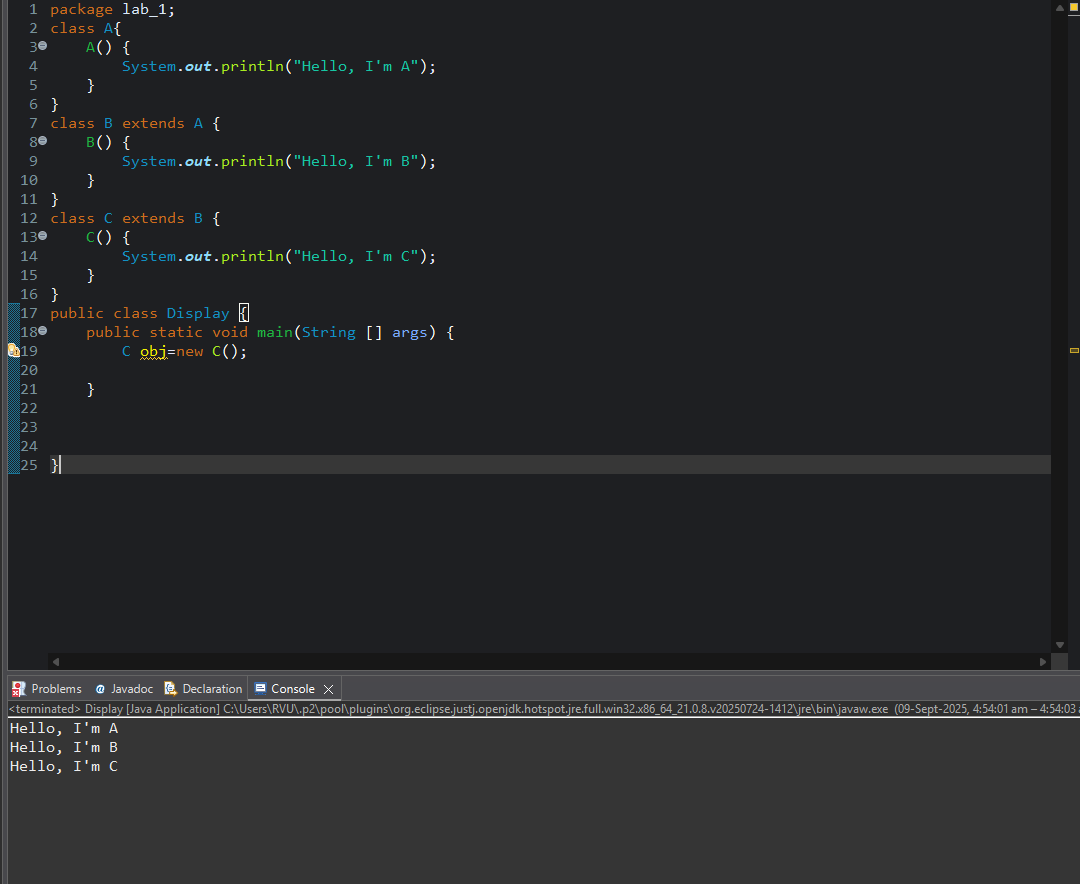 1 package lab_1;
2 class A{
3 A() {
4 System.out.println("Hello, I'm A");
5 }
6 }
7 class B extends A {
8 B() {
9 System.out.println("Hello, I'm B");
10 }
11 }
12 class C extends B {
13 C() {
14 System.out.println("Hello, I'm C");
15 }
16 }
17 public class Display {
18 public static void main(String [] args) {
19 C obj=new C();
20
21 }
22
23
24
25 }
Problems @ Javadoc Declaration Console
<terminated> Display [Java Application] C:\Users\RVU\.p2\pool\plugins\org.eclipse.justj.openjdk.hotspot.jre.full.win32.x86_64_21.0.8.v20250724-1412\jre\bin\javaw.exe (09-Sept-2025, 4:54:01 am – 4:54:03
Hello, I'm A
Hello, I'm B
Hello, I'm C